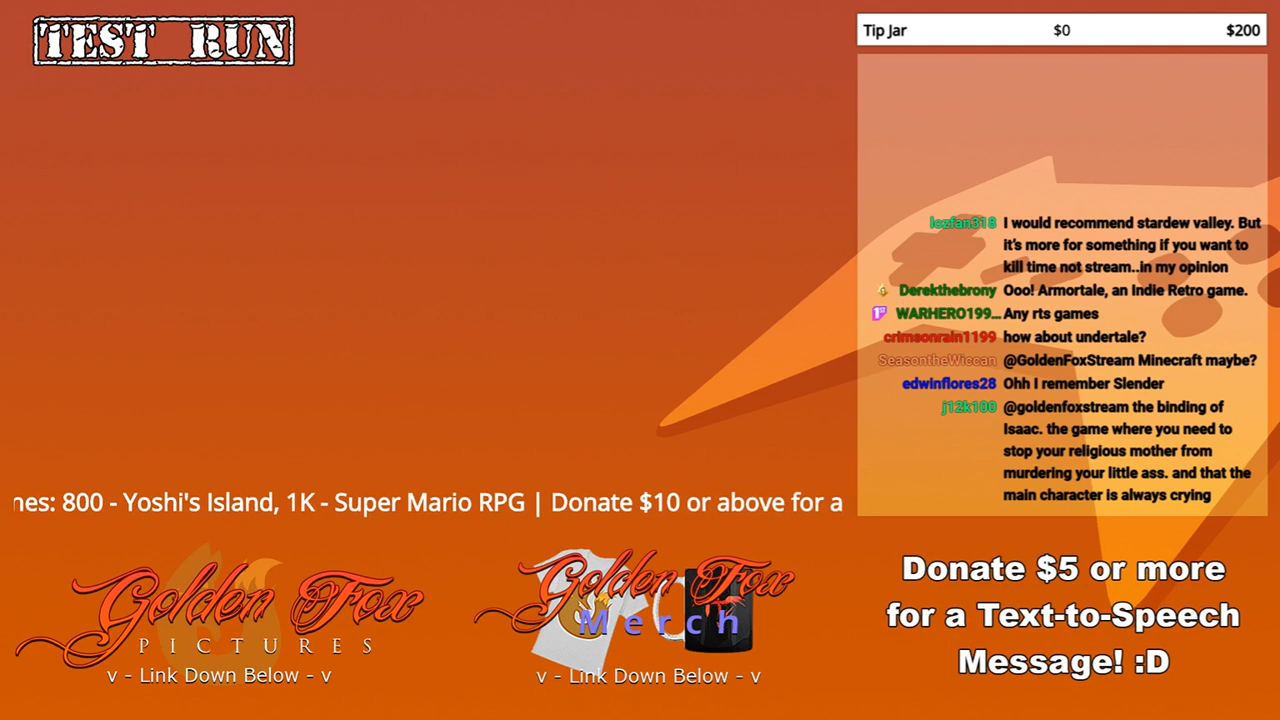 TEST RUN
Tip Jar $0 $200
lozfan318 I would recommend stardew valley. But
it's more for something if you want to
kill time not stream..in my opinion
Derekthebrony Ooo! Armortale, an Indie Retro game.
1ST WARHERO199... Any rts games
crimsonrain1199 how about undertale?
SeasontheWiccan @GoldenFoxStream Minecraft maybe?
edwinflores28 Ohh I remember Slender
j12k100 @goldenfoxstream the binding of
Isaac. the game where you need to
stop your religious mother from
murdering your little ass. and that the
main character is always crying
nes: 800 - Yoshi's Island, 1K - Super Mario RPG | Donate $10 or above for a
Golden Fox
PICTURES
v - Link Down Below - v
Golden Fox
Merch
v - Link Down Below - v
Donate $5 or more
for a Text-to-Speech
Message! :D